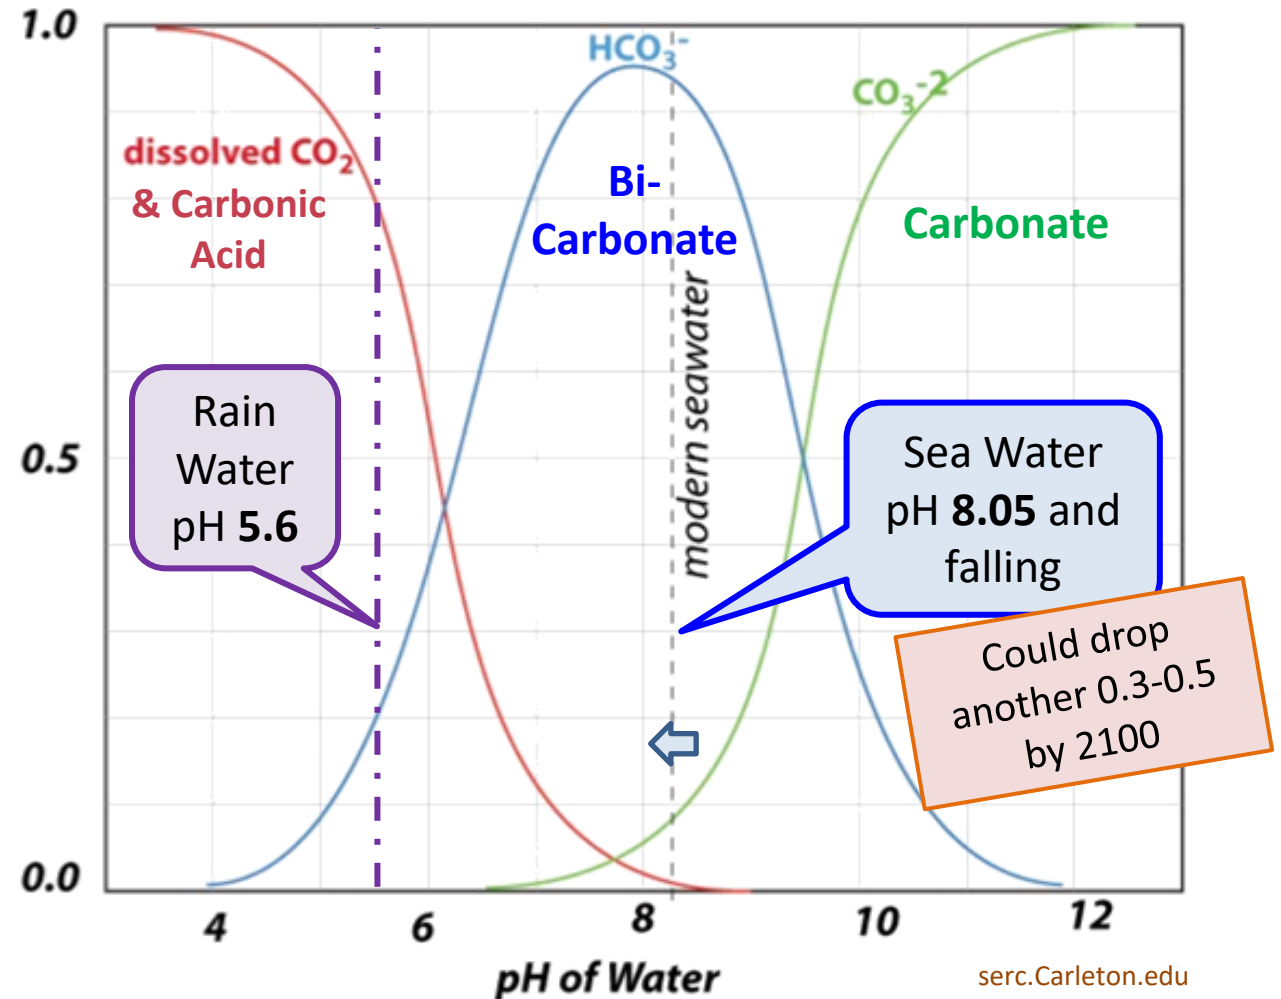 1.0
HCO₃⁻
CO₃⁻²
dissolved CO₂
& Carbonic
Acid
Bi-
Carbonate
Carbonate
modern seawater
Rain
Water
pH 5.6
0.5
Sea Water
pH 8.05 and
falling
Could drop
another 0.3-0.5
by 2100
0.0
4 6 8 10 12
pH of Water
serc.Carleton.edu